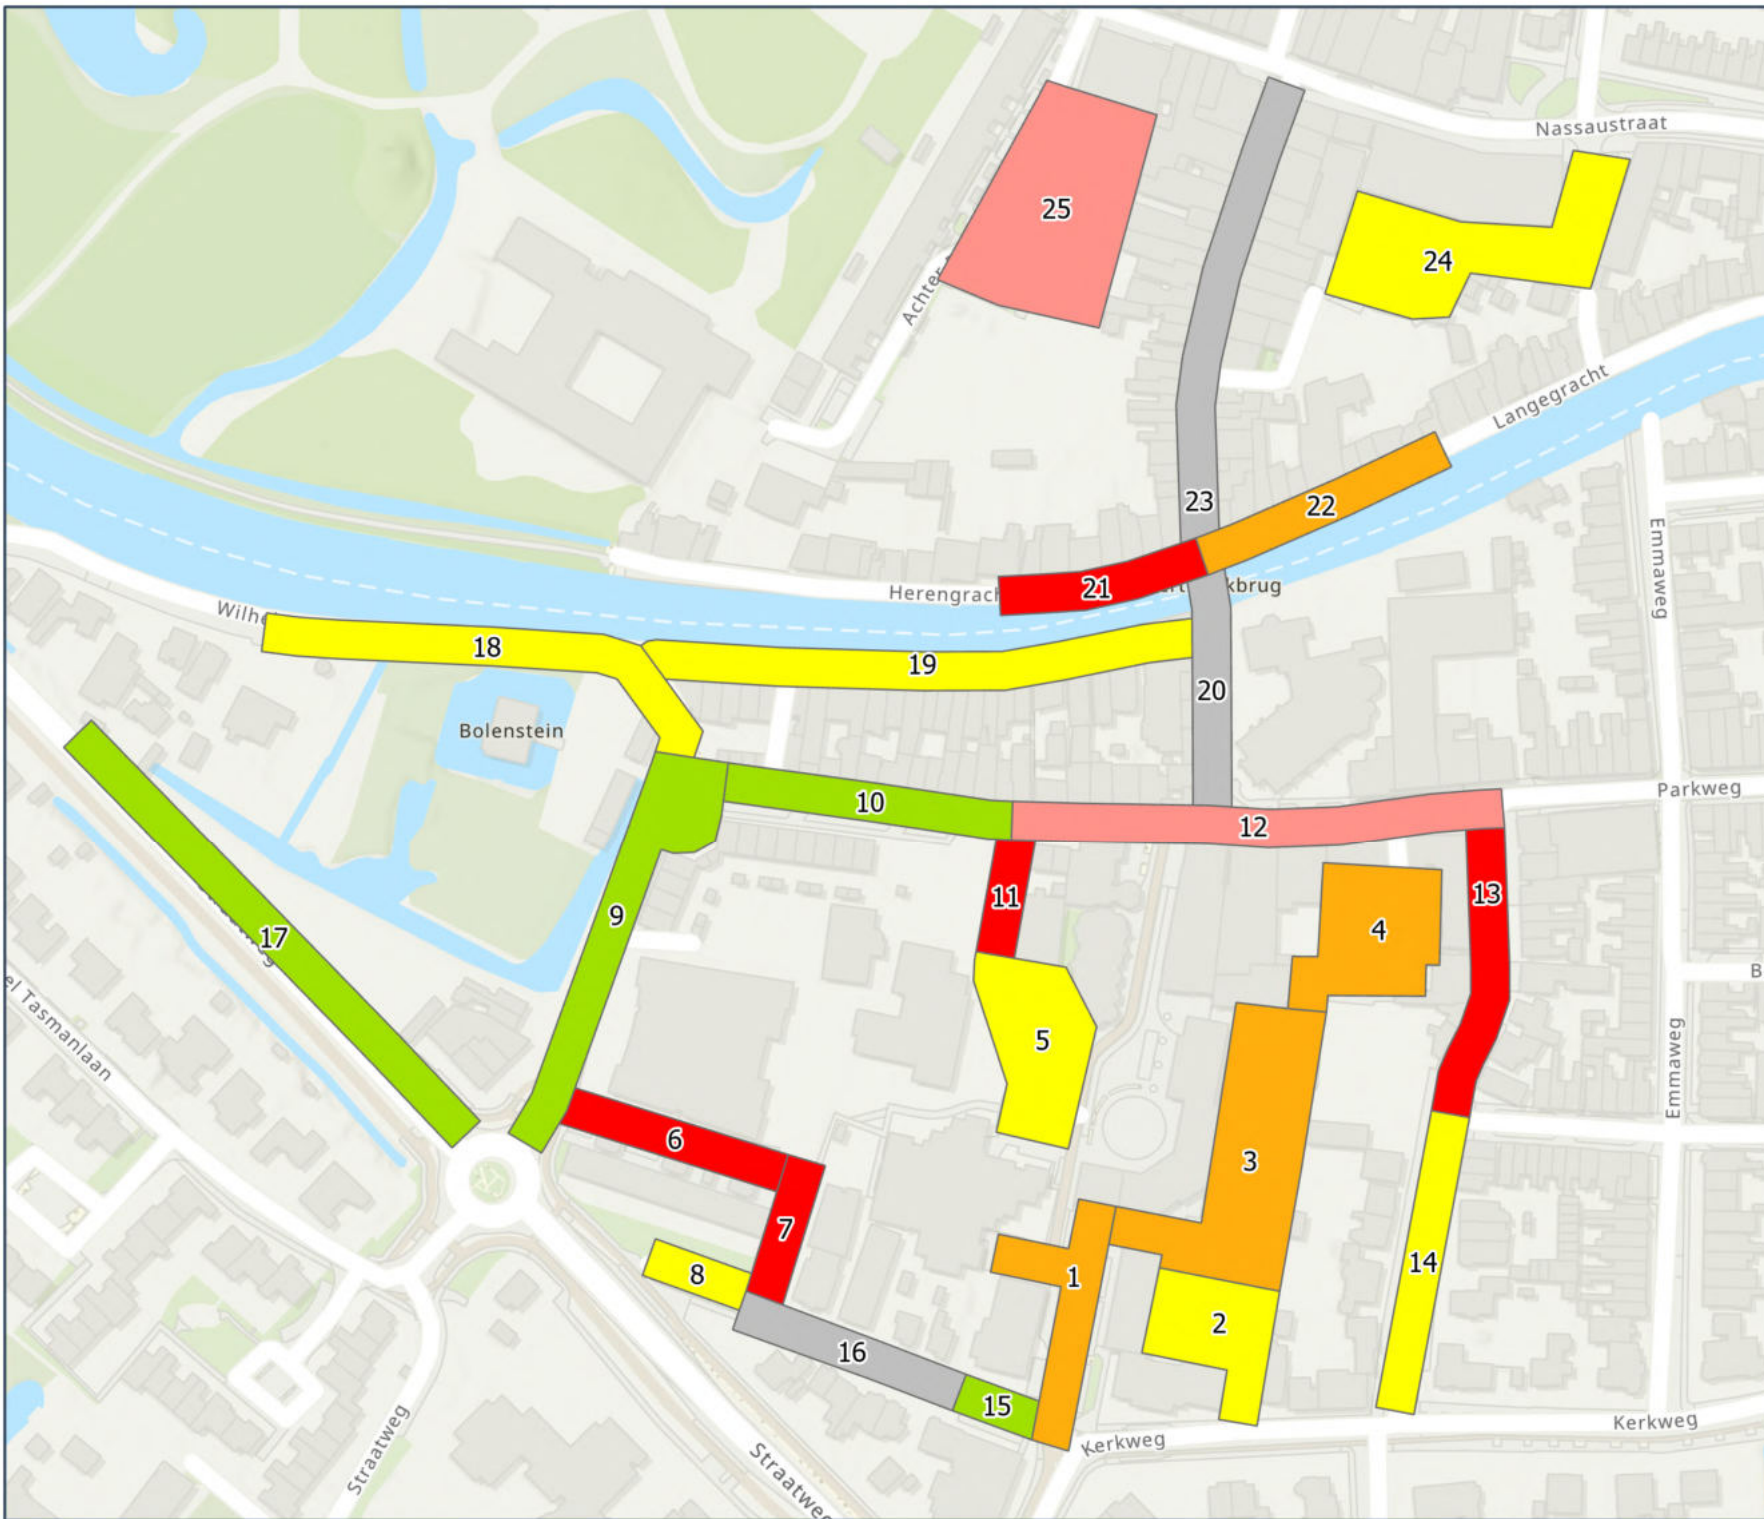 Nassaustraat
25
24
Achter
Langegracht
23
22
Emmaweg
21
Herengrach
kbrug
Wilhe
18
19
20
Bolenstein
Parkweg
10
12
11
13
9
4
17
B
el Tasmanlaan
5
Emmaweg
6
3
7
8
1
14
2
16
15
Straatweg
Kerkweg
Kerkweg
Straatweg